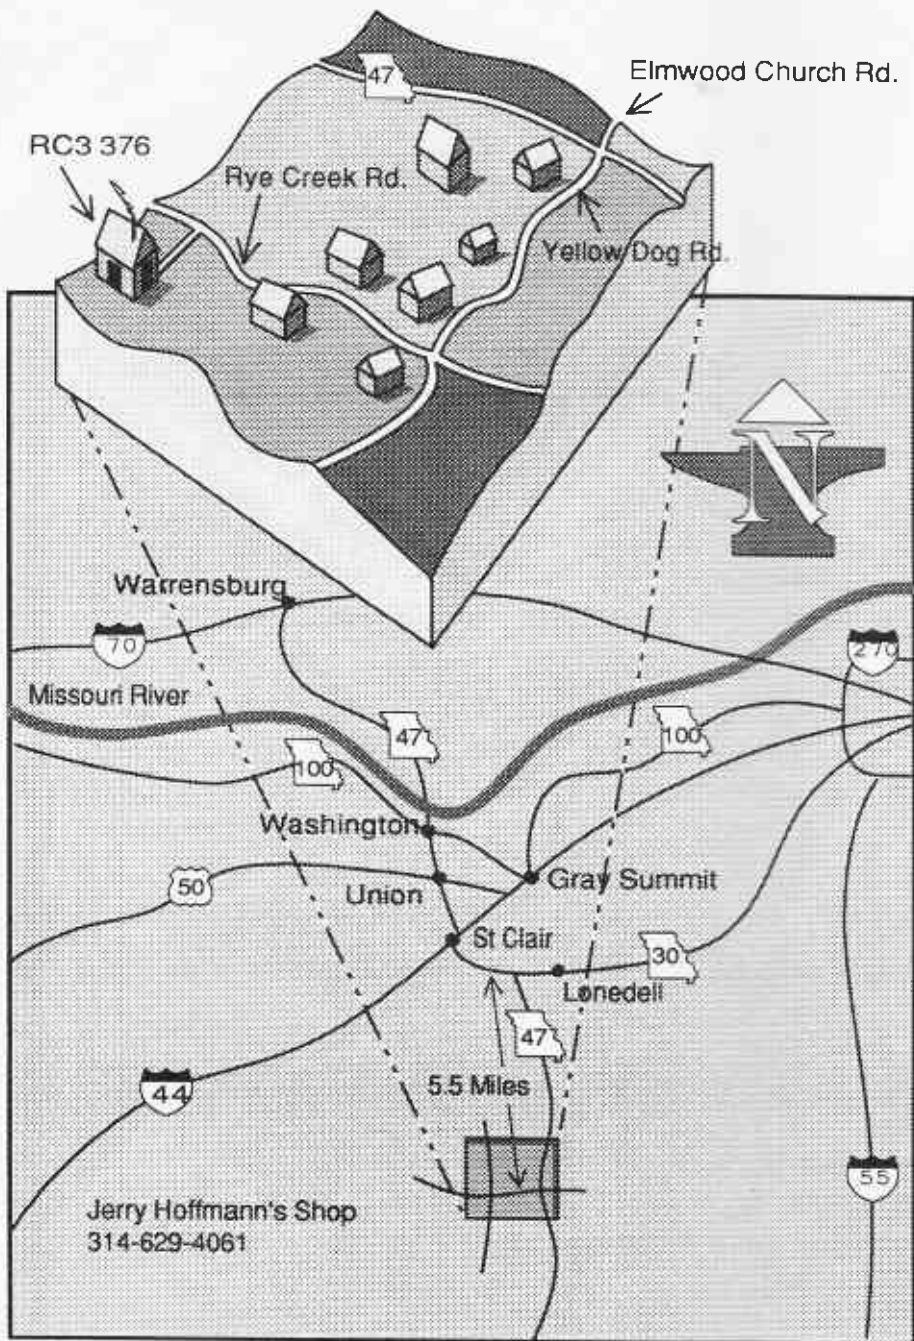 47
Elmwood Church Rd.
RC3 376
Rye Creek Rd.
Yellow Dog Rd.
N
Warrensburg
70
270
Missouri River
47
100
100
Washington
50
Union
Gray Summit
St Clair
30
Lonedell
47
44
5.5 Miles
55
Jerry Hoffmann's Shop
314-629-4061